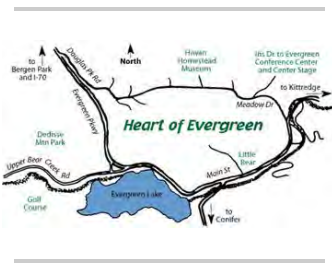 to
Bergen Park
and I-70
Douglas Pk Rd
North
Hiwan
Homestead
Museum
Iris Dr to Evergreen
Conference Center
and Center Stage
to Kittredge
Meadow Dr
Evergreen Pkwy
Heart of Evergreen
Dedisse
Mtn Park
Little
Bear
Main St
Upper Bear Creek Rd
Evergreen Lake
Golf
Course
to
Conifer